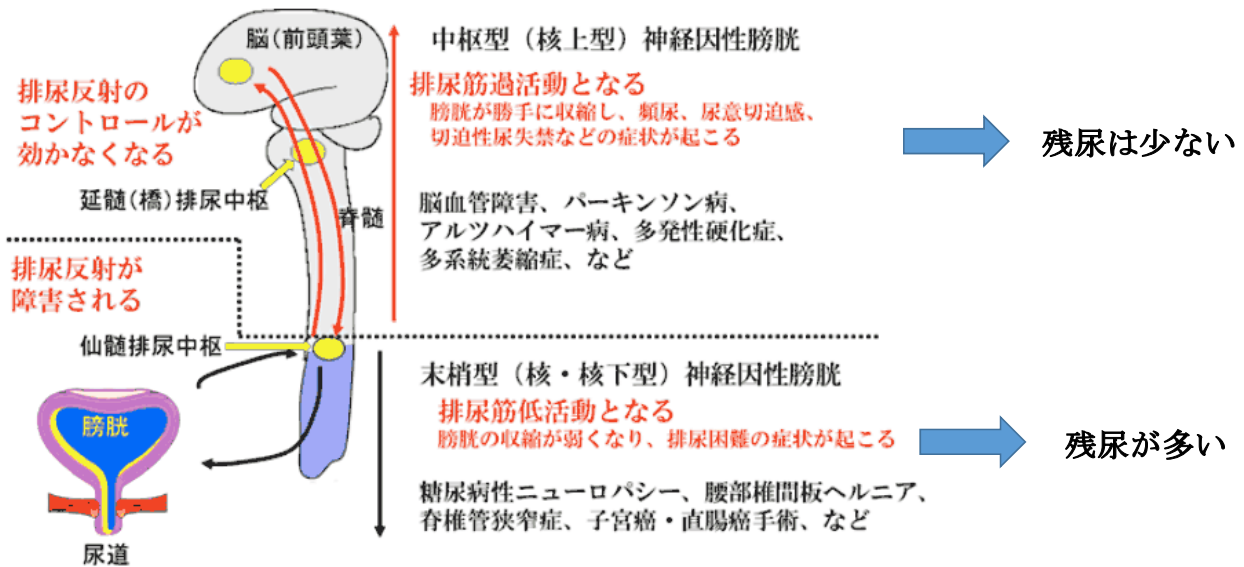 脳(前頭葉)
中枢型（核上型）神経因性膀胱
排尿筋過活動となる
膀胱が勝手に収縮し、頻尿、尿意切迫感、
切迫性尿失禁などの症状が起こる
残尿は少ない
排尿反射の
コントロールが
効かなくなる
延髄(橋)排尿中枢
脊髄
脳血管障害、パーキンソン病、
アルツハイマー病、多発性硬化症、
多系統萎縮症、など
排尿反射が
障害される
仙髄排尿中枢
末梢型（核・核下型）神経因性膀胱
排尿筋低活動となる
膀胱の収縮が弱くなり、排尿困難の症状が起こる
残尿が多い
膀胱
糖尿病性ニューロパシー、腰部椎間板ヘルニア、
脊椎管狭窄症、子宮癌・直腸癌手術、など
尿道